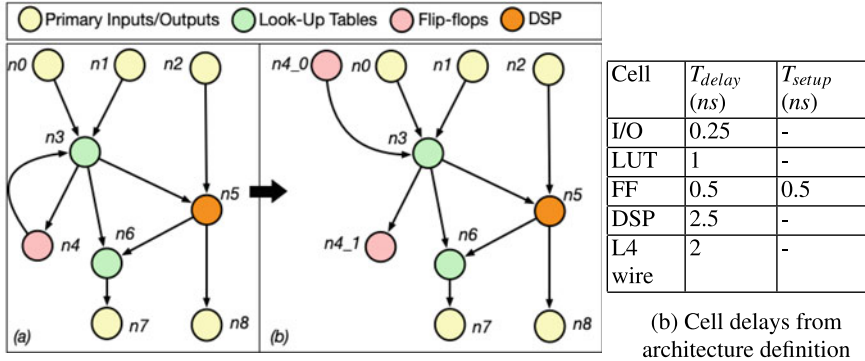 Primary Inputs/Outputs Look-Up Tables Flip-flops DSP
n0 n1 n2
n3
n5
n4
n6
n7 n8
(a)
n4_0 n0 n1 n2
n3
n5
n4_1
n6
n7 n8
(b)
Cell Tdelay (ns) Tsetup (ns)
I/O 0.25 -
LUT 1 -
FF 0.5 0.5
DSP 2.5 -
L4 wire 2 -
(b) Cell delays from
architecture definition